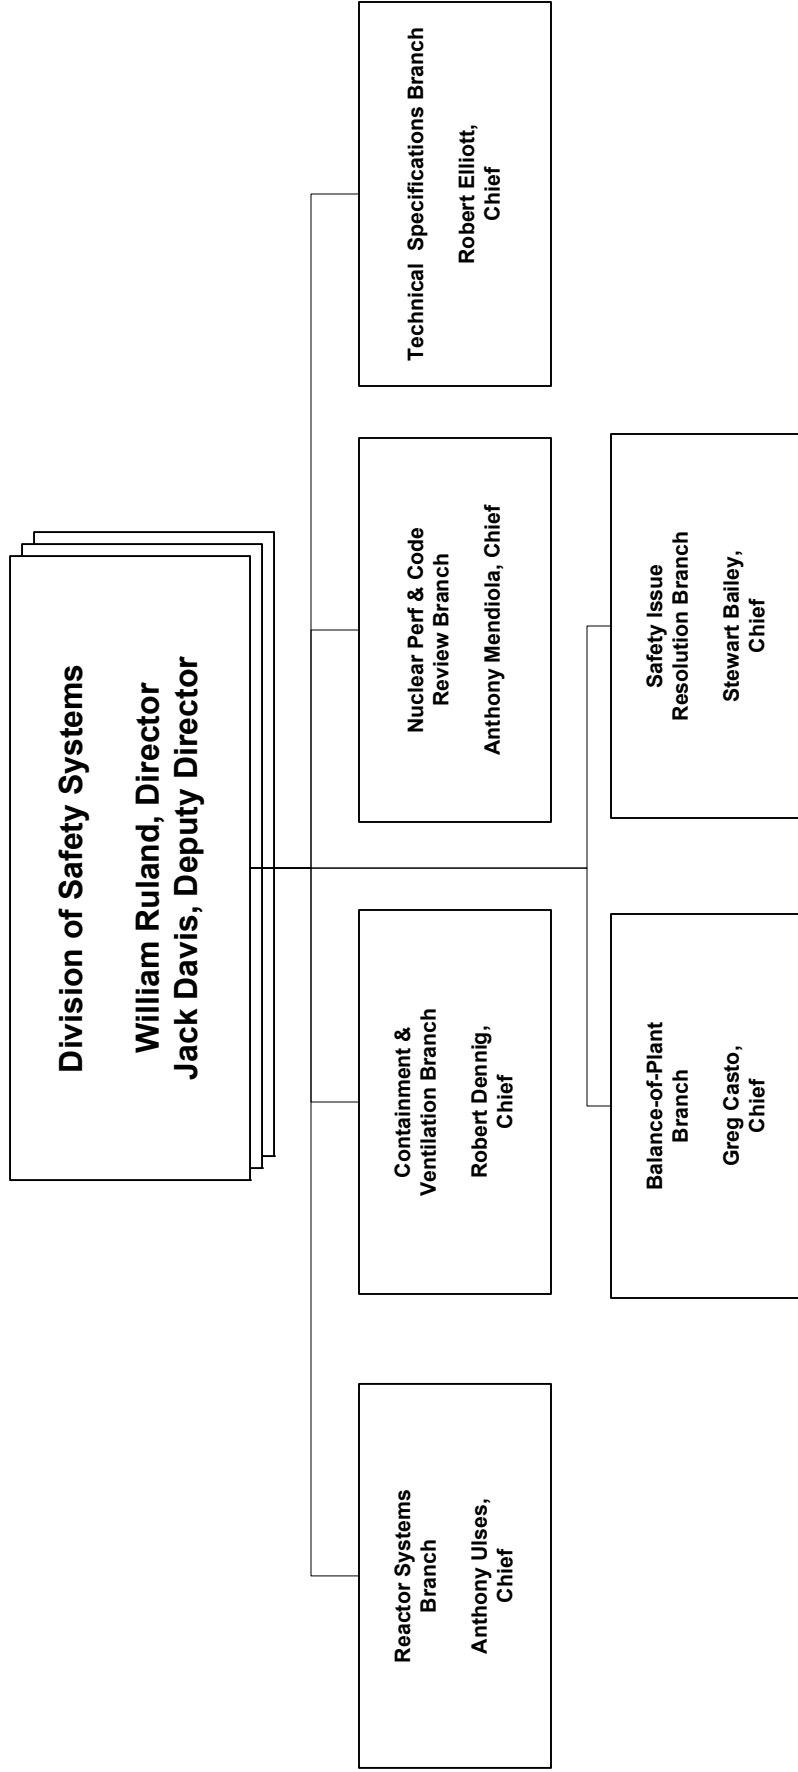 Division of Safety Systems
William Ruland, Director
Jack Davis, Deputy Director
Reactor Systems
Branch
Anthony Ulses,
Chief
Containment &
Ventilation Branch
Robert Dennig,
Chief
Nuclear Perf & Code
Review Branch
Anthony Mendiola, Chief
Technical  Specifications Branch
Robert Elliott,
Chief
Balance-of-Plant
Branch
Greg Casto,
Chief
Safety Issue
Resolution Branch
Stewart Bailey,
Chief